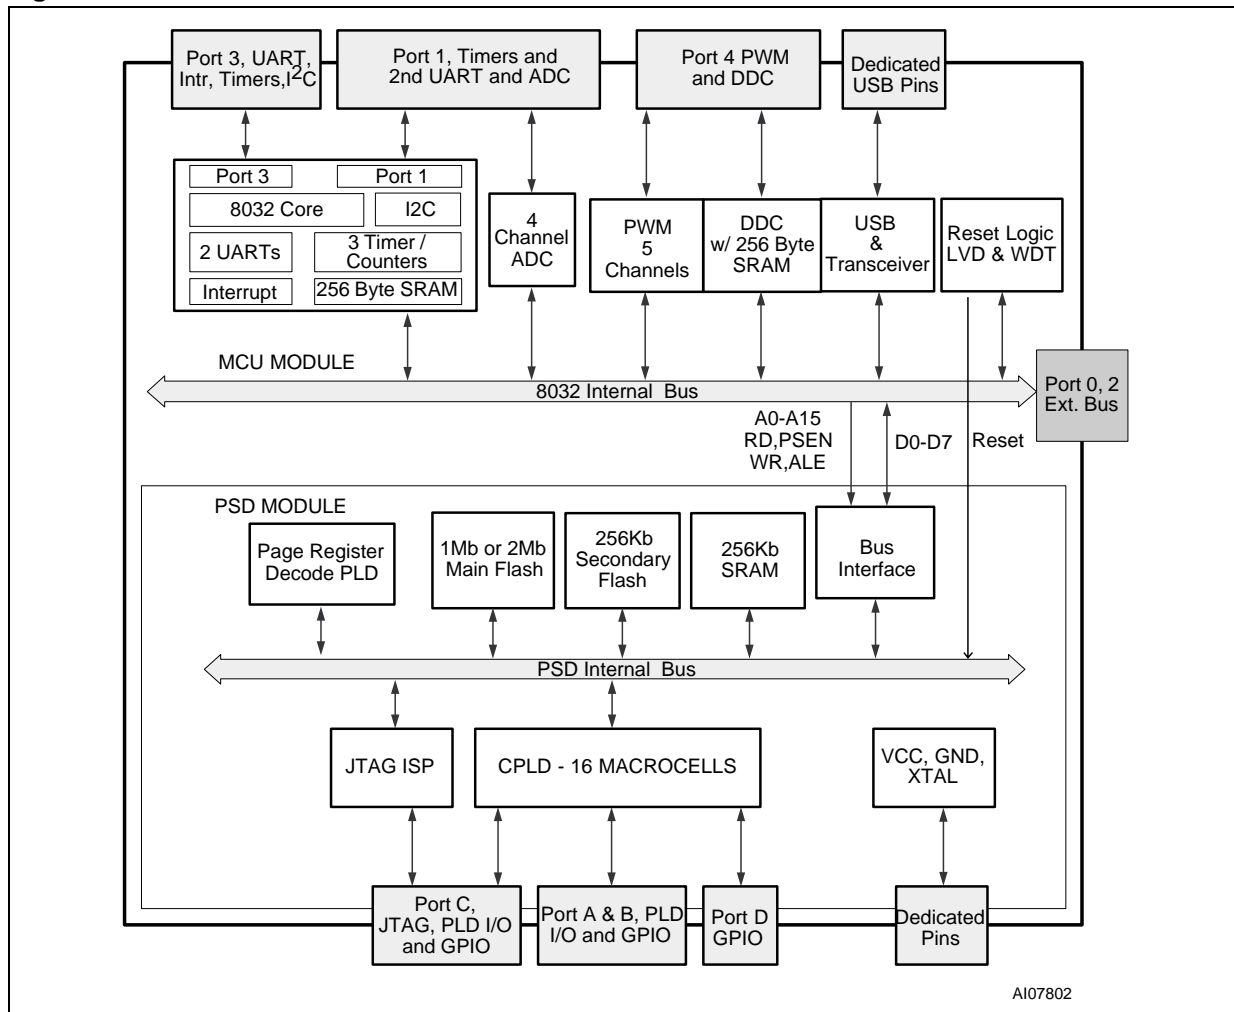 Port 3, UART,
Intr, Timers,I2C
Port 1, Timers and
2nd UART and ADC
Port 4 PWM
and DDC
Dedicated
USB Pins
Port 3
Port 1
8032 Core
I2C
2 UARTs
3 Timer /
Counters
Interrupt
256 Byte SRAM
4
Channel
ADC
PWM
5
Channels
DDC
w/ 256 Byte
SRAM
USB
&
Transceiver
Reset Logic
LVD & WDT
MCU MODULE
8032 Internal Bus
Port 0, 2
Ext. Bus
A0-A15
RD,PSEN
WR,ALE
D0-D7
Reset
PSD MODULE
Page Register
Decode PLD
1Mb or 2Mb
Main Flash
256Kb
Secondary
Flash
256Kb
SRAM
Bus
Interface
PSD Internal Bus
JTAG ISP
CPLD - 16 MACROCELLS
VCC, GND,
XTAL
Port C,
JTAG, PLD I/O
and GPIO
Port A & B, PLD
I/O and GPIO
Port D
GPIO
Dedicated
Pins
AI07802